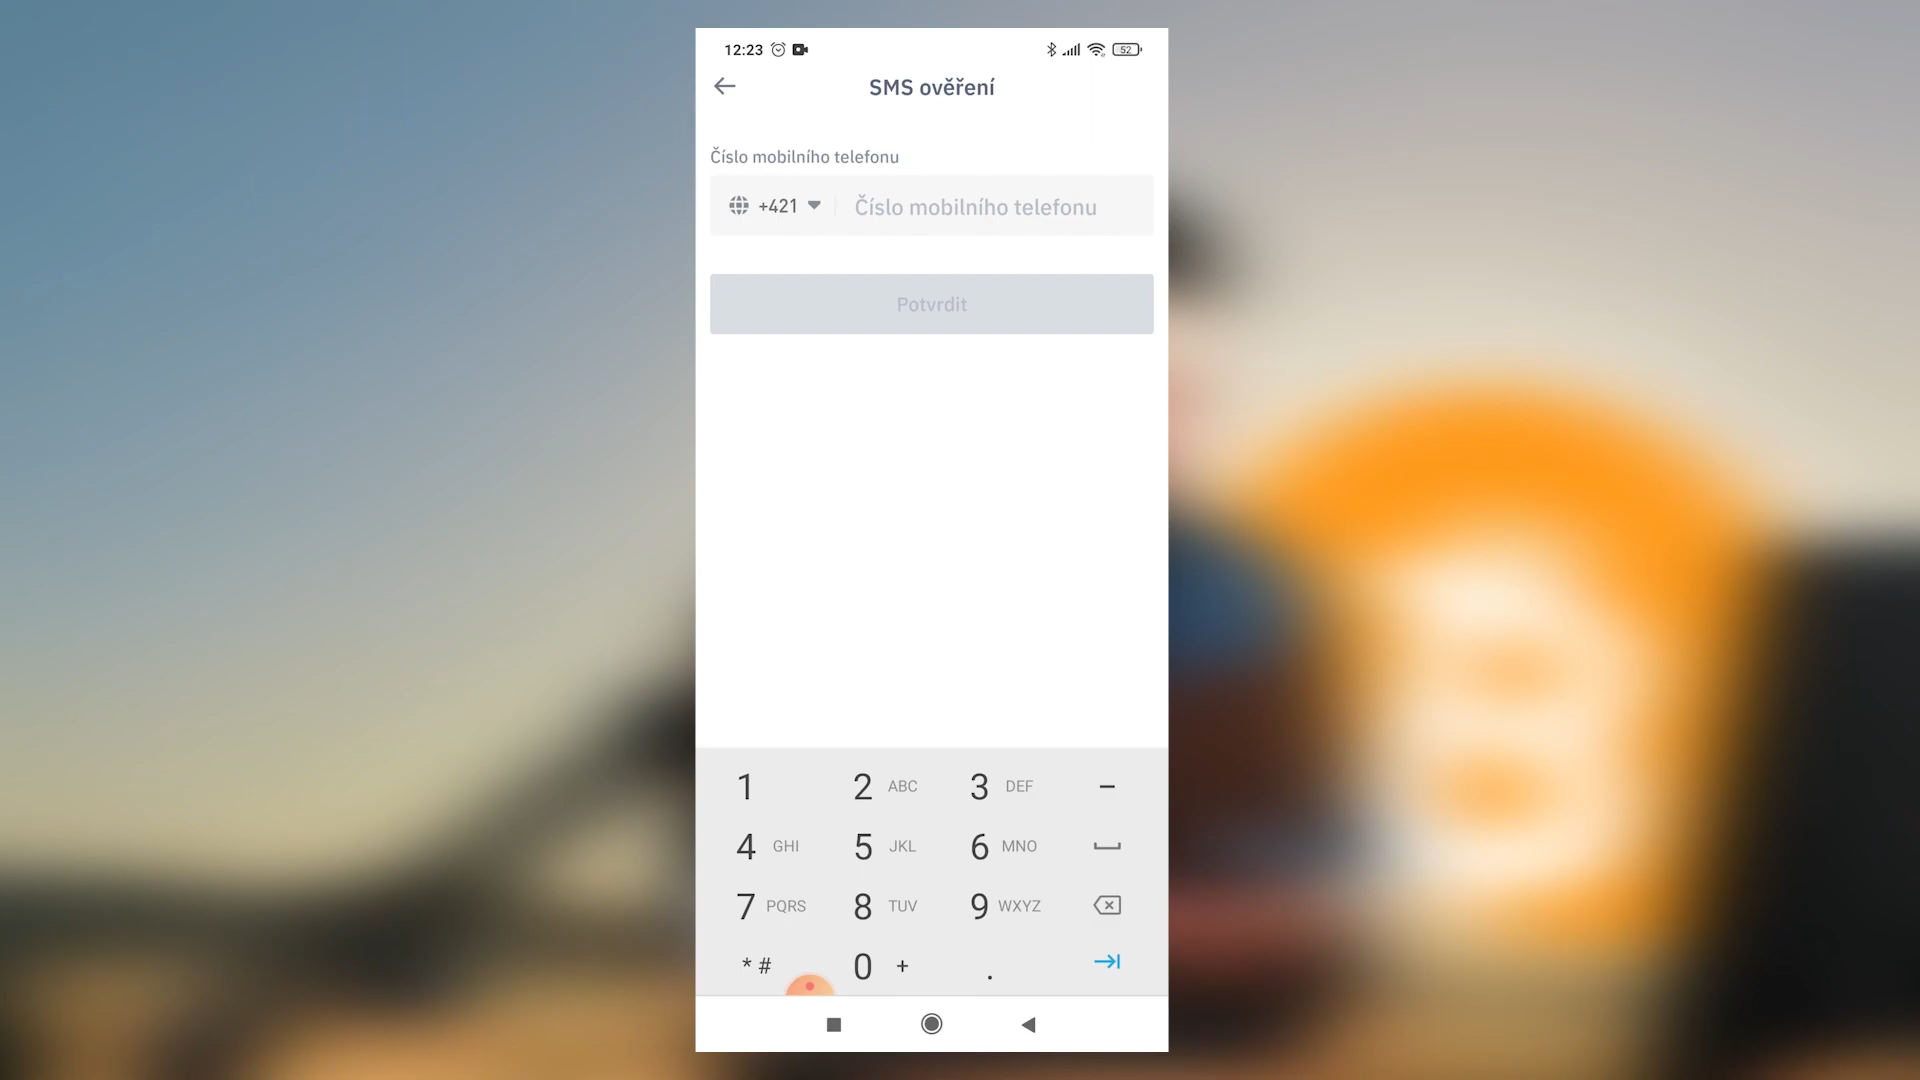 12:23
52
SMS ověření
Číslo mobilního telefonu
+421
Číslo mobilního telefonu
Potvrdit
1 2 ABC 3 DEF –
4 GHI 5 JKL 6 MNO
7 PQRS 8 TUV 9 WXYZ
* # 0 + .